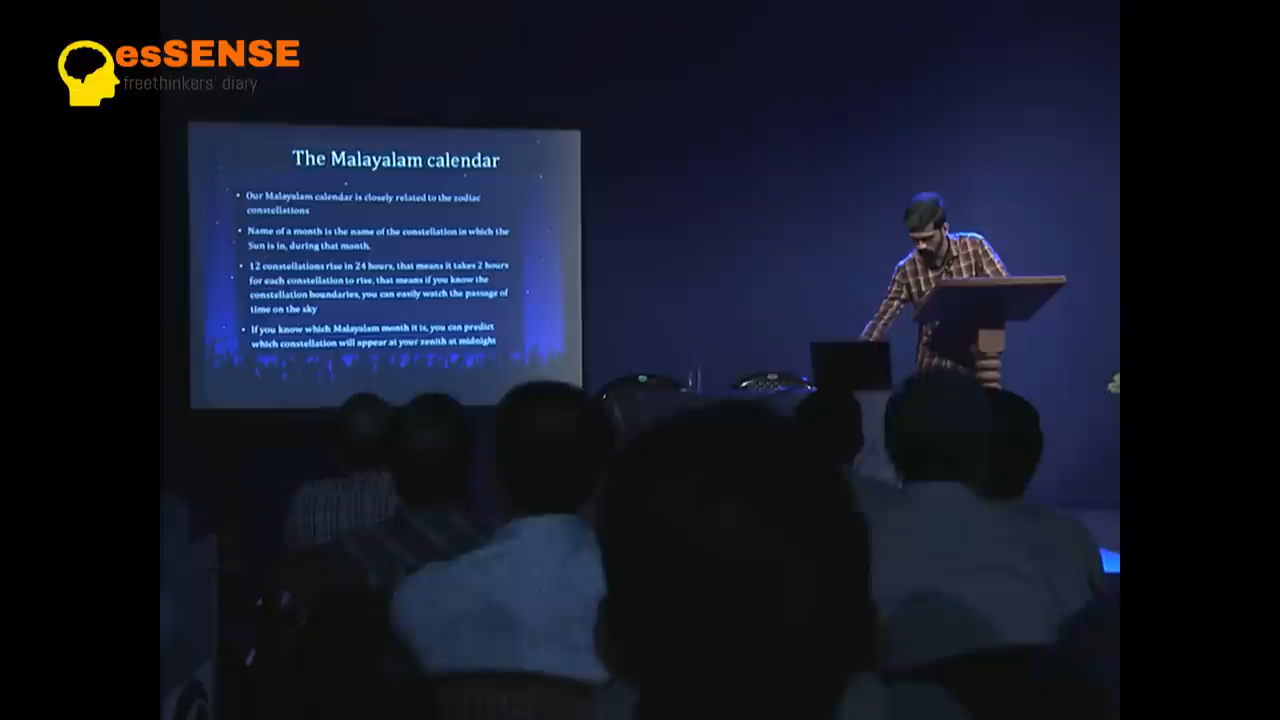 esSENSE
freethinkers' diary
The Malayalam calendar
• Our Malayalam calendar is closely related to the zodiac
constellations
• Name of a month is the name of the constellation in which the
Sun is in, during that month.
• 12 constellations rise in 24 hours, that means it takes 2 hours
for each constellation to rise, that means if you know the
constellation boundaries, you can easily watch the passage of
time on the sky
• If you know which Malayalam month it is, you can predict
which constellation will appear at your zenith at midnight